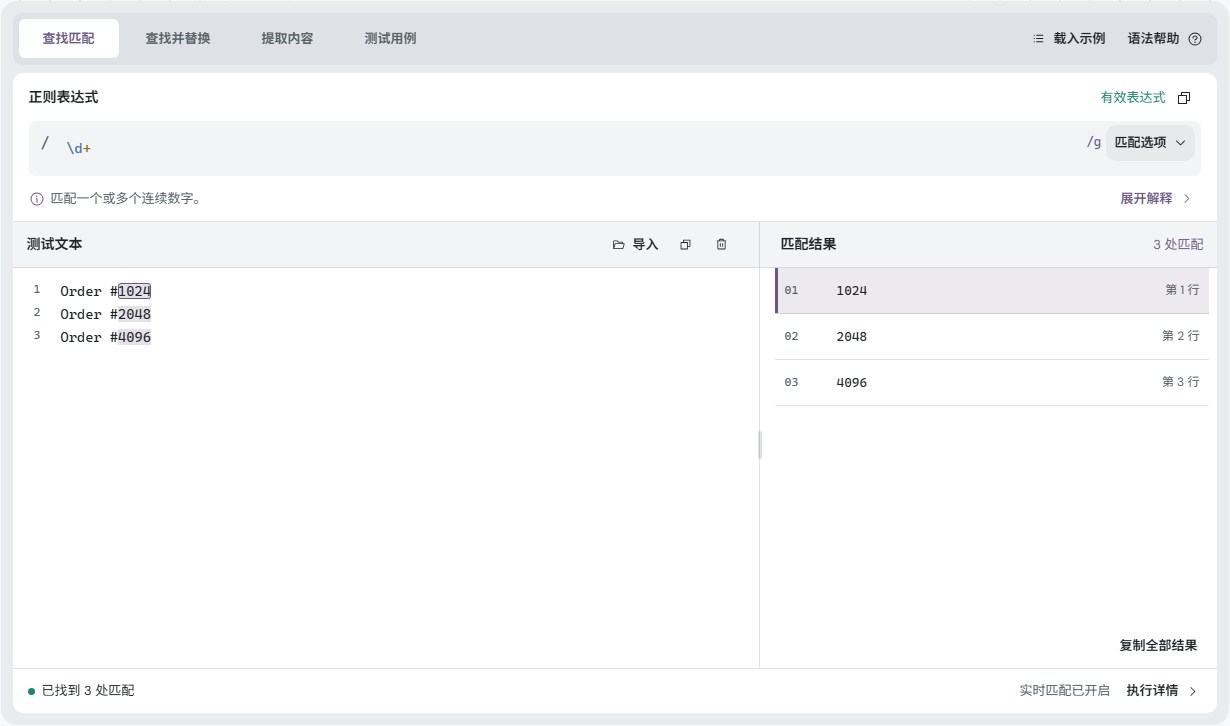 查找匹配 查找并替换 提取内容 测试用例 载入示例 语法帮助
正则表达式 有效表达式
/ \d+ /g 匹配选项
匹配一个或多个连续数字。 展开解释
测试文本 导入 匹配结果 3 处匹配
1 Order #1024
2 Order #2048
3 Order #4096
01 1024 第 1 行
02 2048 第 2 行
03 4096 第 3 行
复制全部结果
已找到 3 处匹配 实时匹配已开启 执行详情